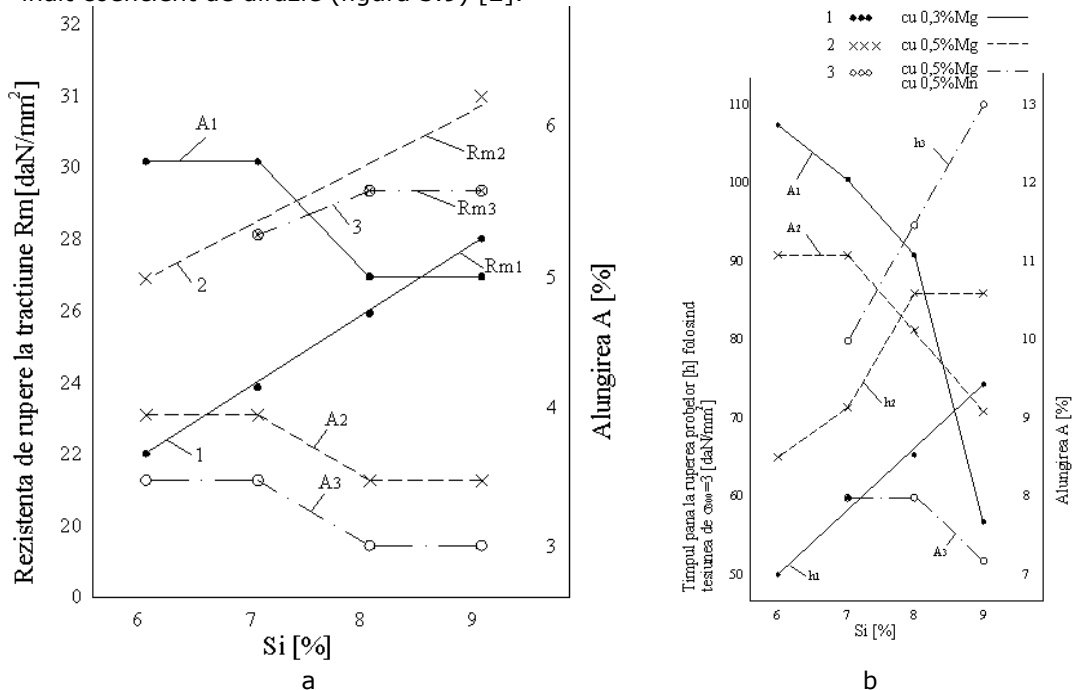 înalt coeficient de difuzie (figura 3.9) [2].
Rezistenta de rupere la tractiune Rm[daN/mm²]
32
31
30
28
26
24
22
20
0
6
7
8
9
Si [%]
6
5
4
3
Alungirea A [%]
A1
Rm2
Rm3
3
2
Rm1
A2
1
A3
a
1 cu 0,3%Mg
2 cu 0,5%Mg
3 cu 0,5%Mg
cu 0,5%Mn
Timpul pana la ruperea probelor [h] folosind
tesiunea de =3 [daN/mm²]
110
100
90
80
70
60
50
6
7
8
9
Si [%]
13
12
11
10
9
8
7
Alungirea A [%]
h3
A1
A2
h2
A3
h1
b